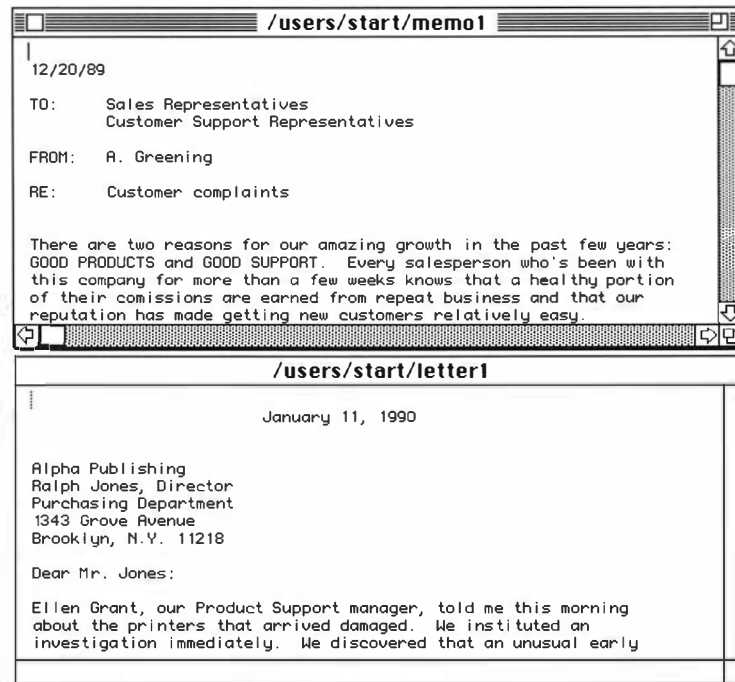 /users/start/memo1
12/20/89
TO: Sales Representatives
Customer Support Representatives
FROM: A. Greening
RE: Customer complaints
There are two reasons for our amazing growth in the past few years:
GOOD PRODUCTS and GOOD SUPPORT. Every salesperson who's been with
this company for more than a few weeks knows that a healthy portion
of their comissions are earned from repeat business and that our
reputation has made getting new customers relatively easy.
/users/start/letter1
January 11, 1990
Alpha Publishing
Ralph Jones, Director
Purchasing Department
1343 Grove Avenue
Brooklyn, N.Y. 11218
Dear Mr. Jones:
Ellen Grant, our Product Support manager, told me this morning
about the printers that arrived damaged. We instituted an
investigation immediately. We discovered that an unusual early